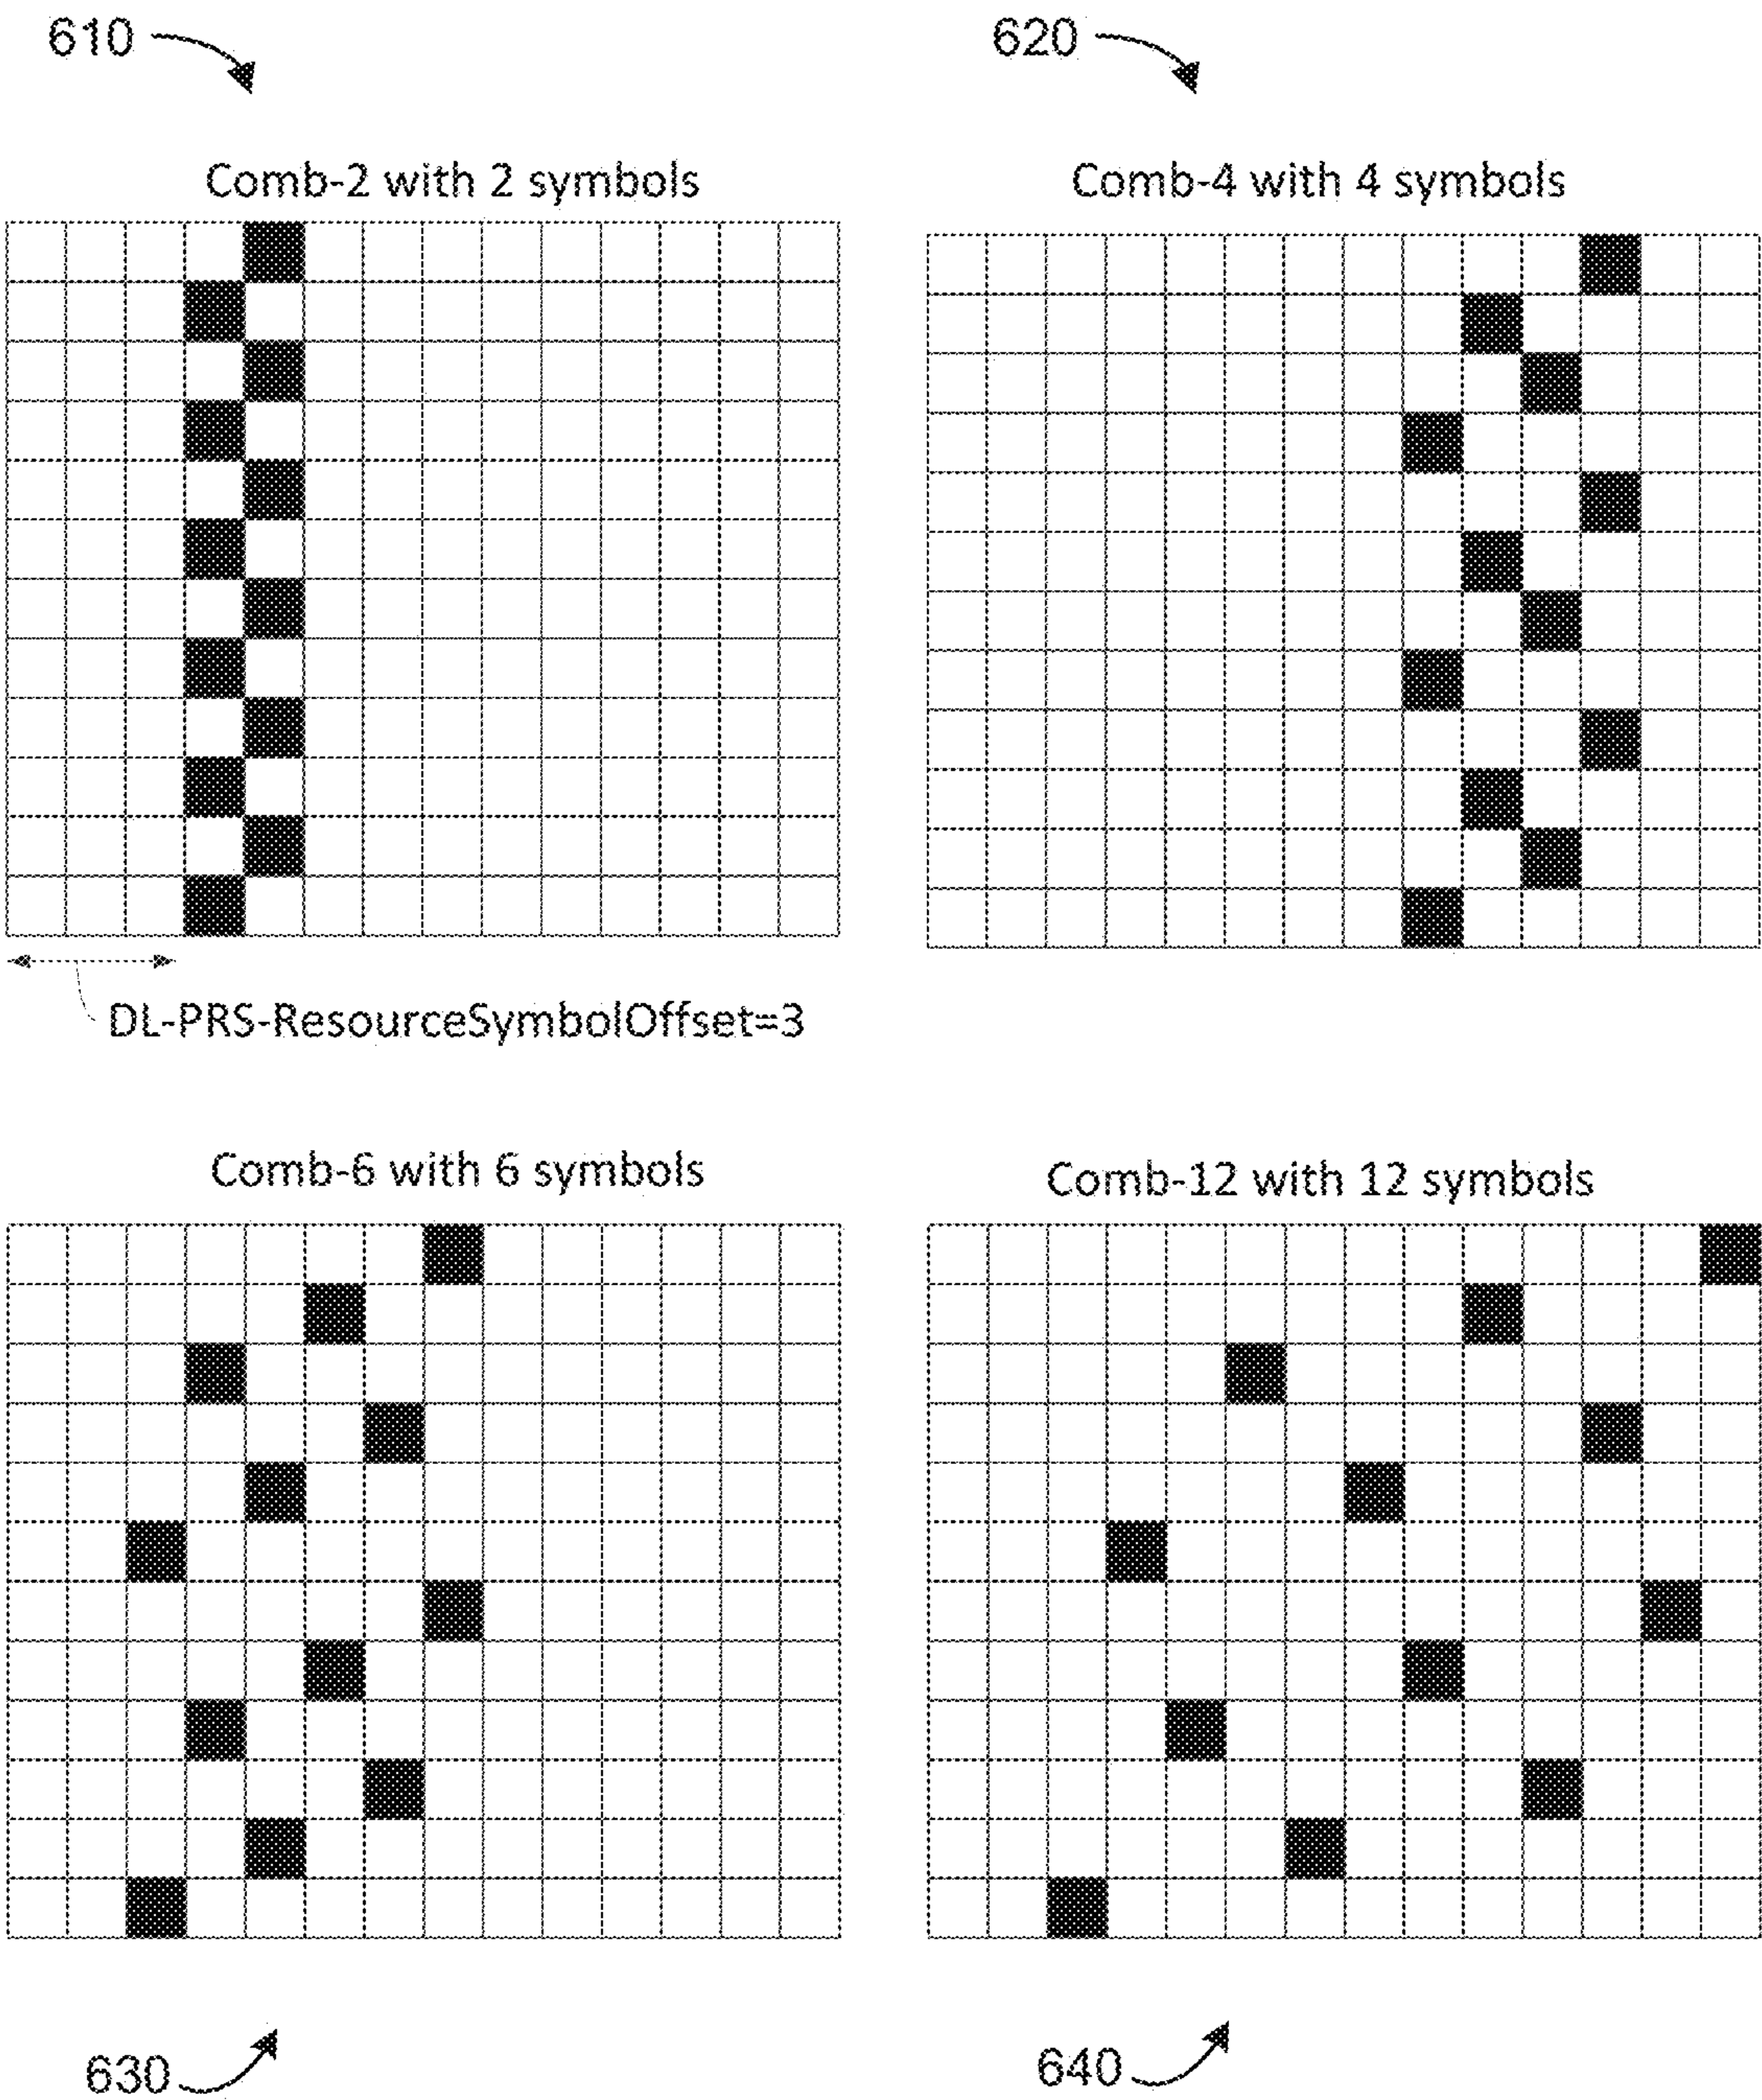 610
620
Comb-2 with 2 symbols
Comb-4 with 4 symbols
DL-PRS-ResourceSymbolOffset=3
Comb-6 with 6 symbols
Comb-12 with 12 symbols
630
640